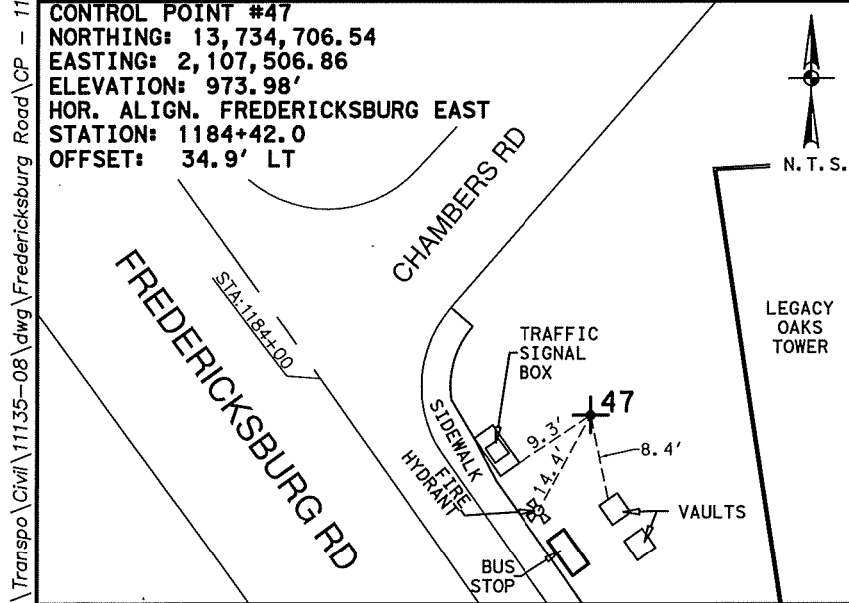 CONTROL POINT #47
NORTHING: 13,734,706.54
EASTING: 2,107,506.86
ELEVATION: 973.98'
HOR. ALIGN. FREDERICKSBURG EAST
STATION: 1184+42.0
OFFSET: 34.9' LT
\Transpo\Civil\11135-08\dwg\Fredericksburg Road\CP - 11
N.T.S.
CHAMBERS RD
FREDERICKSBURG RD
STA:1184+00
LEGACY
OAKS
TOWER
TRAFFIC
SIGNAL
BOX
47
SIDEWALK
9.3'
14.4'
8.4'
FIRE
HYDRANT
VAULTS
BUS
STOP